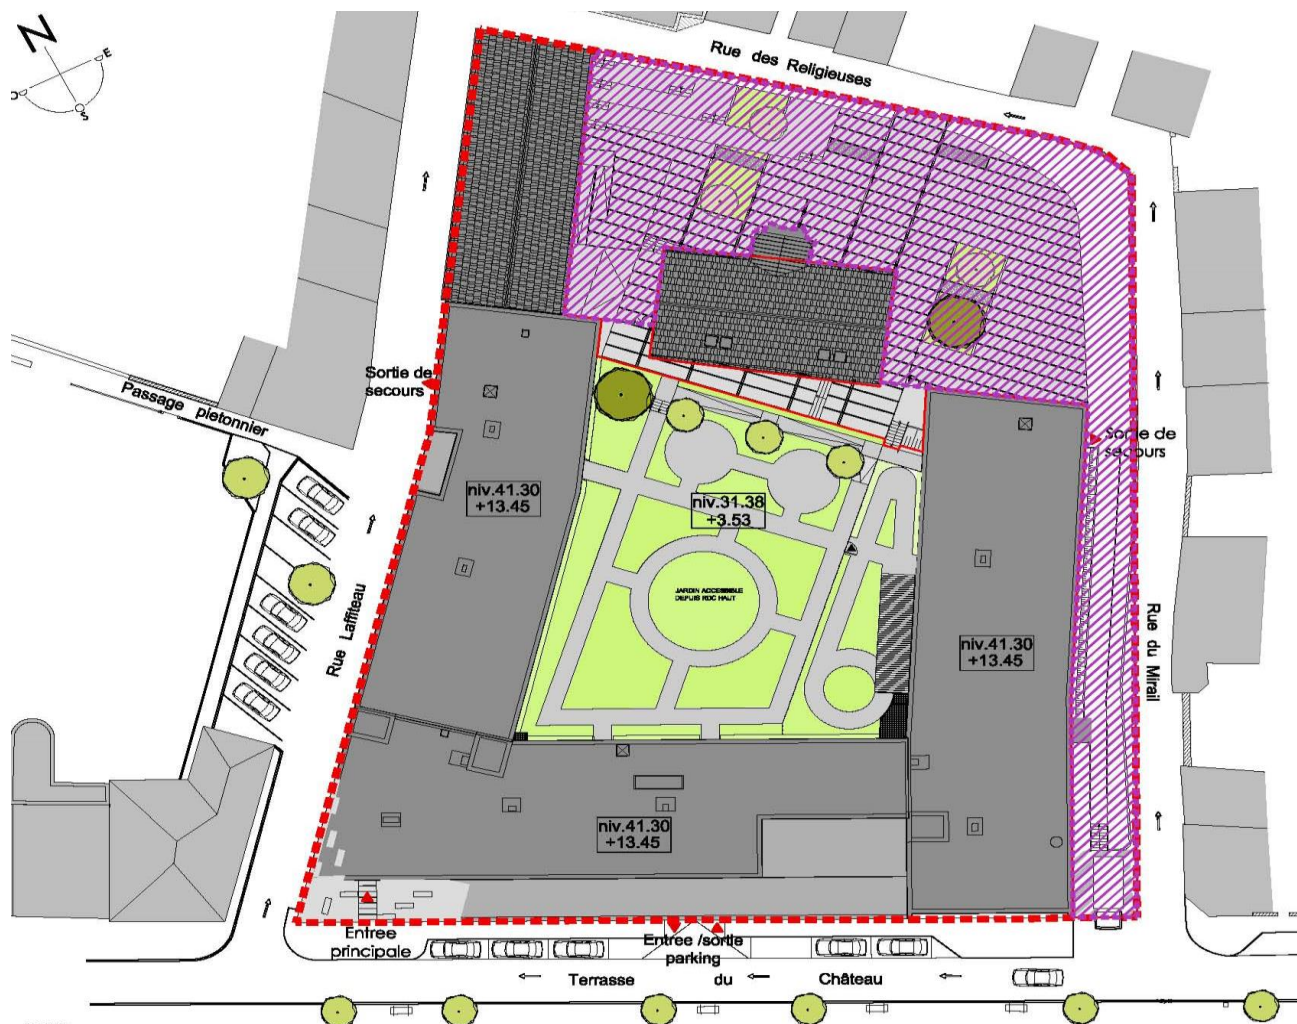 N
E
S
Rue des Religieuses
Sortie de
secours
Passage pietonnier
Sortie de
secours
niv.41.30
+13.45
niv.31.38
+3.53
JARDIN ACCESSIBLE
DEPUIS RDC HAUT
Rue Laffiteau
niv.41.30
+13.45
Rue du Mirail
niv.41.30
+13.45
Entree
principale
Entree /sortie
parking
Terrasse du Château